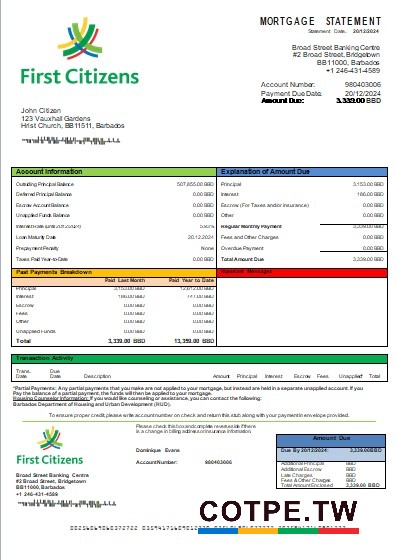 MORTGAGE STATEMENT
Statement Date: 20/12/2024
First Citizens
Broad Street Banking Centre
#2 Broad Street, Bridgetown
BB11000, Barbados
+1 246-431-4589
Account Number: 980403006
Payment Due Date: 20/12/2024
Amount Due: 3,339.00 BBD
John Citizen
123 Vauxhall Gardens
Hrist Church, BB11511, Barbados
Account Information
Outstanding Principal Balance 507,855.00 BBD
Deferred Principal Balance 0.00 BBD
Escrow Account Balance 0.00 BBD
Unapplied Funds Balance 0.00 BBD
Loan Maturity Date 20.12.2024
Prepayment Penalty None
Taxes Paid Year-to-Date 0.00 BBD
Explanation of Amount Due
Principal 3,153.00 BBD
Interest 186.00 BBD
Escrow (For Taxes and/or Insurance) 0.00 BBD
Other 0.00 BBD
Regular Monthly Payment 3,339.00 BBD
Fees and Other Charges 0.00 BBD
Overdue Payment 0.00 BBD
Total Amount Due 3,339.00 BBD
Past Payments Breakdown
Paid Last Month Paid Year to Date
Principal 3,153.00 BBD 12,612.00 BBD
Interest 186.00 BBD 747.00 BBD
Escrow 0.00 BBD 0.00 BBD
Fees 0.00 BBD 0.00 BBD
Other 0.00 BBD 0.00 BBD
Unapplied Funds 0.00 BBD 0.00 BBD
Total 3,339.00 BBD 13,359.00 BBD
Important Messages
Transaction Activity
Trans. Date Due Date Description Amount Principal Interest Escrow Fees Unapplied* Total
*Partial Payments: Any partial payments that you make are not applied to your mortgage, but instead are held in a separate unapplied account. If you
Pay the balance of a partial payment, the funds will then be applied to your mortgage.
Housing Counselor Information: If you would like counseling or assistance, you can contact the following:
Barbados Department of Housing and Urban Development (HUD).
To ensure proper credit, please write account number on check and return this stub along with your payment in envelope provided.
First Citizens
Broad Street Banking Centre
#2 Broad Street, Bridgetown
BB11000, Barbados
+1 246-431-4589
Please check this box and complete reverse side if there
is a change in billing address or insurance information
Dominique Evans
Account Number: 980403006
Amount Due
Due By 20/12/2024: 3,339.00 BBD
Additional Principal BBD
Additional Escrow BBD
Late Charges BBD
Fees & Other Charges BBD
Total Amount Enclosed BBD
COTPE.TW